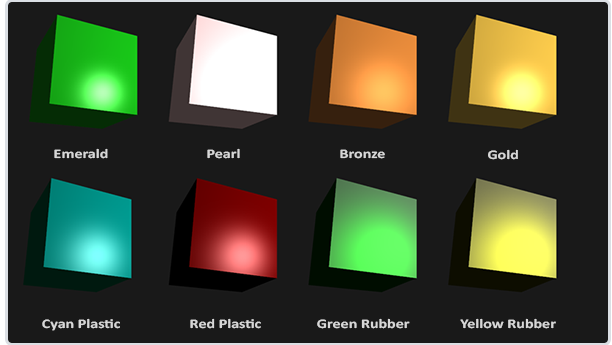 Emerald
Pearl
Bronze
Gold
Cyan Plastic
Red Plastic
Green Rubber
Yellow Rubber